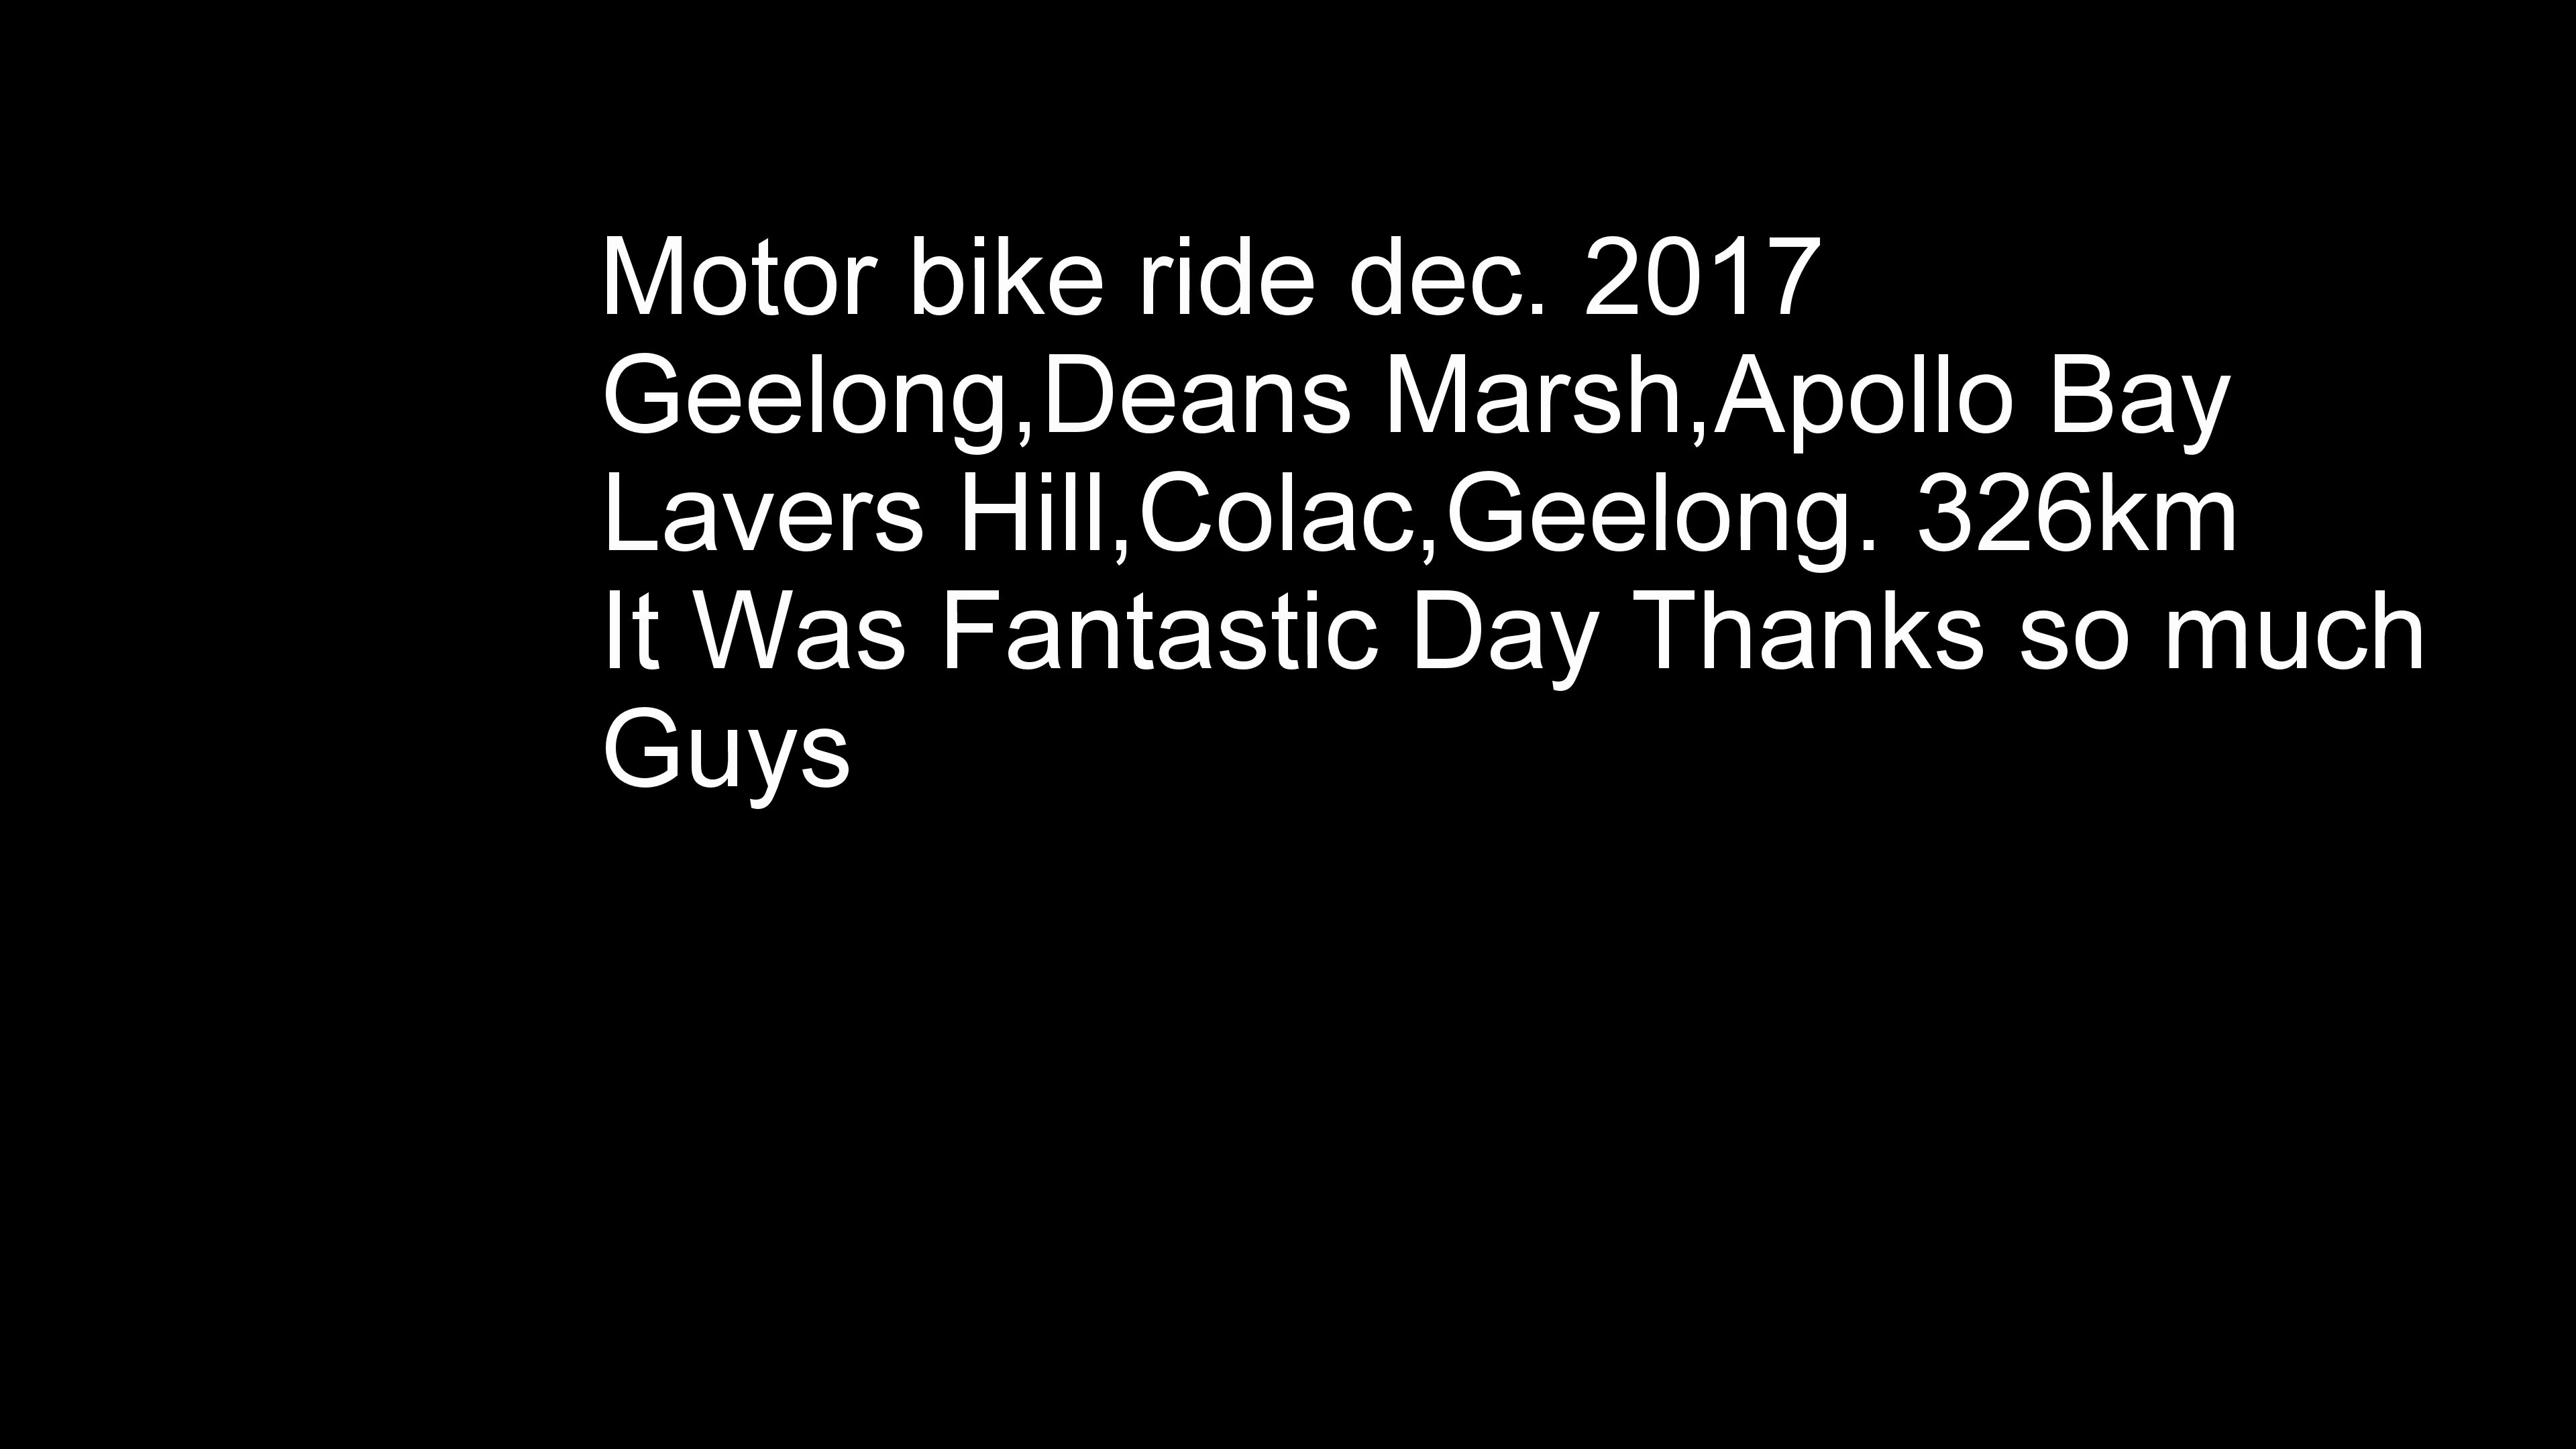 Motor bike ride dec. 2017
Geelong,Deans Marsh,Apollo Bay
Lavers Hill,Colac,Geelong. 326km
It Was Fantastic Day Thanks so much
Guys